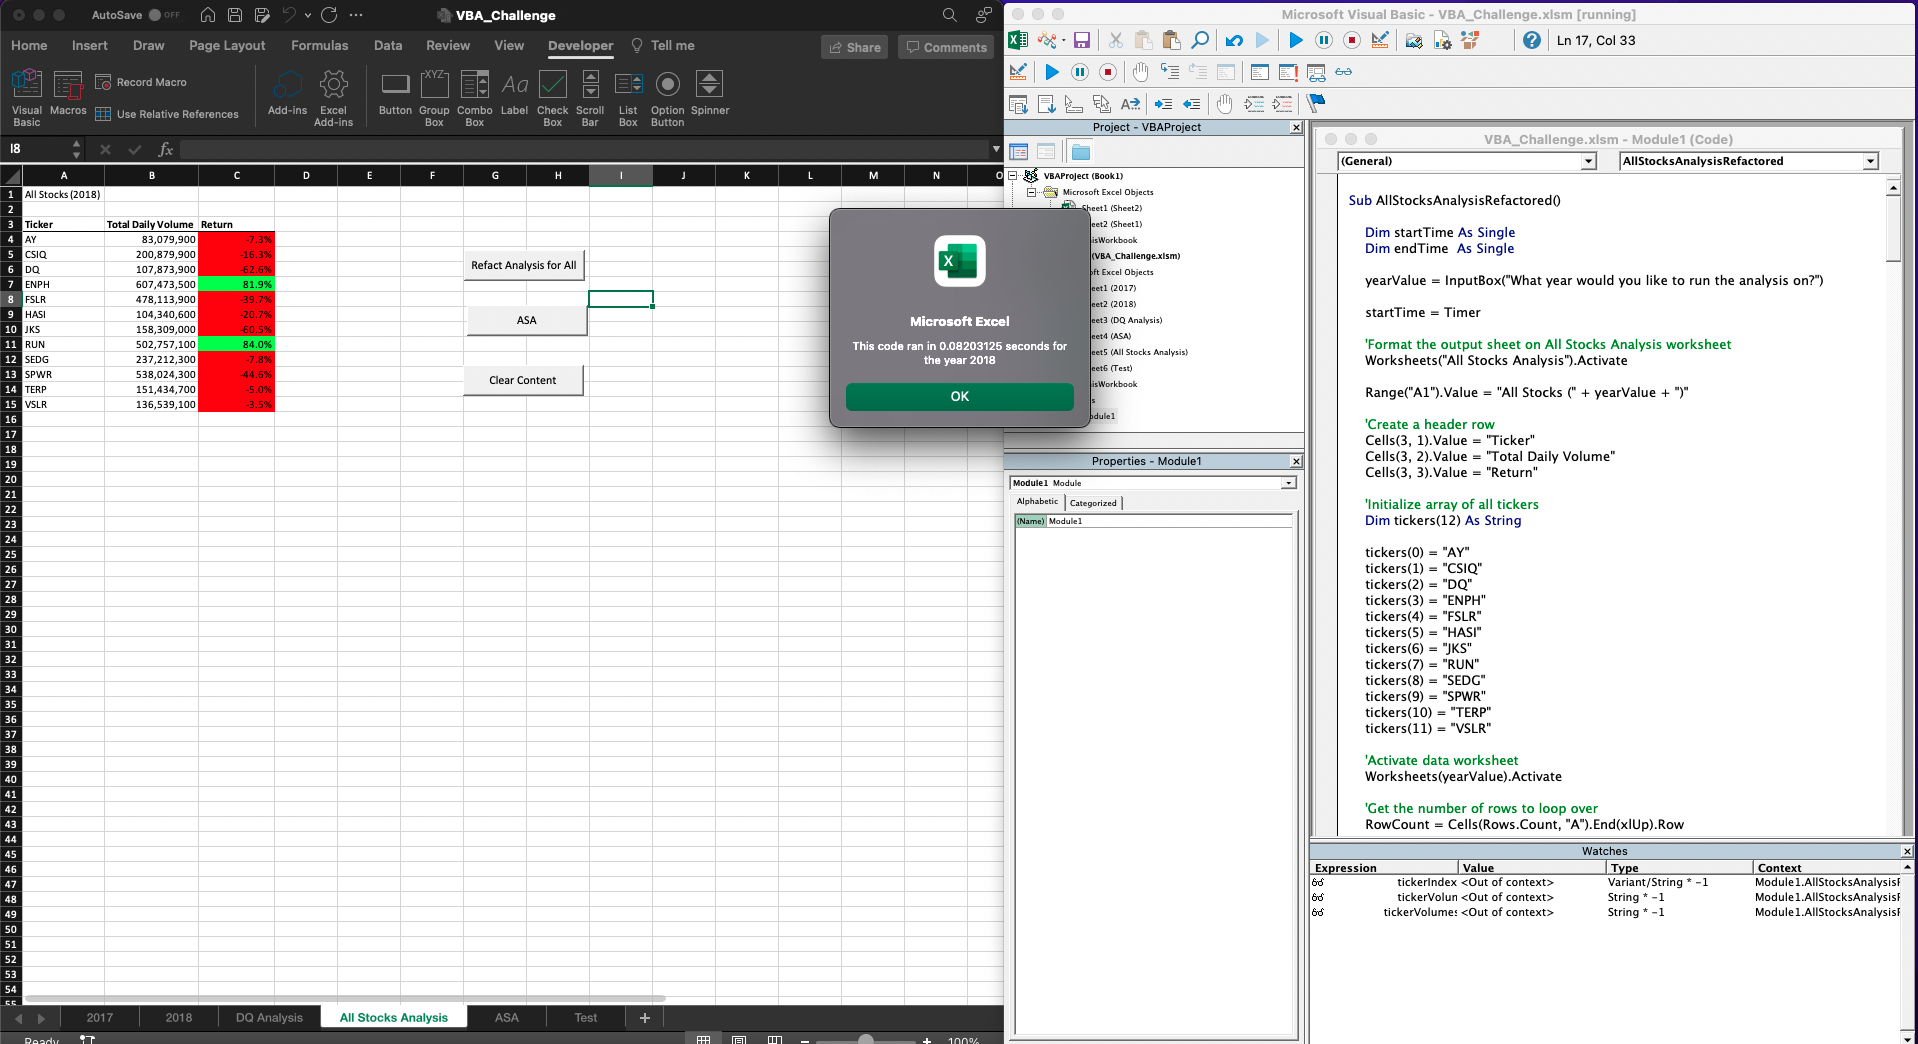 AutoSave OFF
VBA_Challenge
Home Insert Draw Page Layout Formulas Data Review View Developer Tell me
Share Comments
Visual Basic
Macros
Record Macro
Use Relative References
Add-ins
Excel Add-ins
Button
Group Box
Combo Box
Label
Check Box
Scroll Bar
List Box
Option Button
Spinner
I8
fx
A B C D E F G H I J K L M N O
1 All Stocks (2018)
2
3 Ticker Total Daily Volume Return
4 AY 83,079,900 -7.3%
5 CSIQ 200,879,900 -16.3%
6 DQ 107,873,900 -62.6%
7 ENPH 607,473,500 81.9%
8 FSLR 478,113,900 -39.7%
9 HASI 104,340,600 -20.7%
10 JKS 158,309,000 -60.5%
11 RUN 502,757,100 84.0%
12 SEDG 237,212,300 -7.8%
13 SPWR 538,024,300 -44.6%
14 TERP 151,434,700 -5.0%
15 VSLR 136,539,100 -3.5%
16
17
18
19
20
21
22
23
24
25
26
27
28
29
30
31
32
33
34
35
36
37
38
39
40
41
42
43
44
45
46
47
48
49
50
51
52
53
54
55
Refact Analysis for All
ASA
Clear Content
Microsoft Excel
This code ran in 0.08203125 seconds for
the year 2018
OK
2017 2018 DQ Analysis All Stocks Analysis ASA Test +
Ready
100%
Microsoft Visual Basic - VBA_Challenge.xlsm [running]
Ln 17, Col 33
Project - VBAProject
VBAProject (Book1)
Microsoft Excel Objects
Sheet1 (Sheet2)
eet2 (Sheet1)
isWorkbook
(VBA_Challenge.xlsm)
ft Excel Objects
eet1 (2017)
eet2 (2018)
eet3 (DQ Analysis)
eet4 (ASA)
eet5 (All Stocks Analysis)
eet6 (Test)
isWorkbook
s
dule1
Properties - Module1
Module1 Module
Alphabetic Categorized
(Name) Module1
VBA_Challenge.xlsm - Module1 (Code)
(General) AllStocksAnalysisRefactored
Sub AllStocksAnalysisRefactored()
Dim startTime As Single
Dim endTime As Single
yearValue = InputBox("What year would you like to run the analysis on?")
startTime = Timer
'Format the output sheet on All Stocks Analysis worksheet
Worksheets("All Stocks Analysis").Activate
Range("A1").Value = "All Stocks (" + yearValue + ")"
'Create a header row
Cells(3, 1).Value = "Ticker"
Cells(3, 2).Value = "Total Daily Volume"
Cells(3, 3).Value = "Return"
'Initialize array of all tickers
Dim tickers(12) As String
tickers(0) = "AY"
tickers(1) = "CSIQ"
tickers(2) = "DQ"
tickers(3) = "ENPH"
tickers(4) = "FSLR"
tickers(5) = "HASI"
tickers(6) = "JKS"
tickers(7) = "RUN"
tickers(8) = "SEDG"
tickers(9) = "SPWR"
tickers(10) = "TERP"
tickers(11) = "VSLR"
'Activate data worksheet
Worksheets(yearValue).Activate
'Get the number of rows to loop over
RowCount = Cells(Rows.Count, "A").End(xlUp).Row
Watches
Expression Value Type Context
tickerIndex <Out of context> Variant/String * -1 Module1.AllStocksAnalysisF
tickerVolun <Out of context> String * -1 Module1.AllStocksAnalysisF
tickerVolumes <Out of context> String * -1 Module1.AllStocksAnalysisF